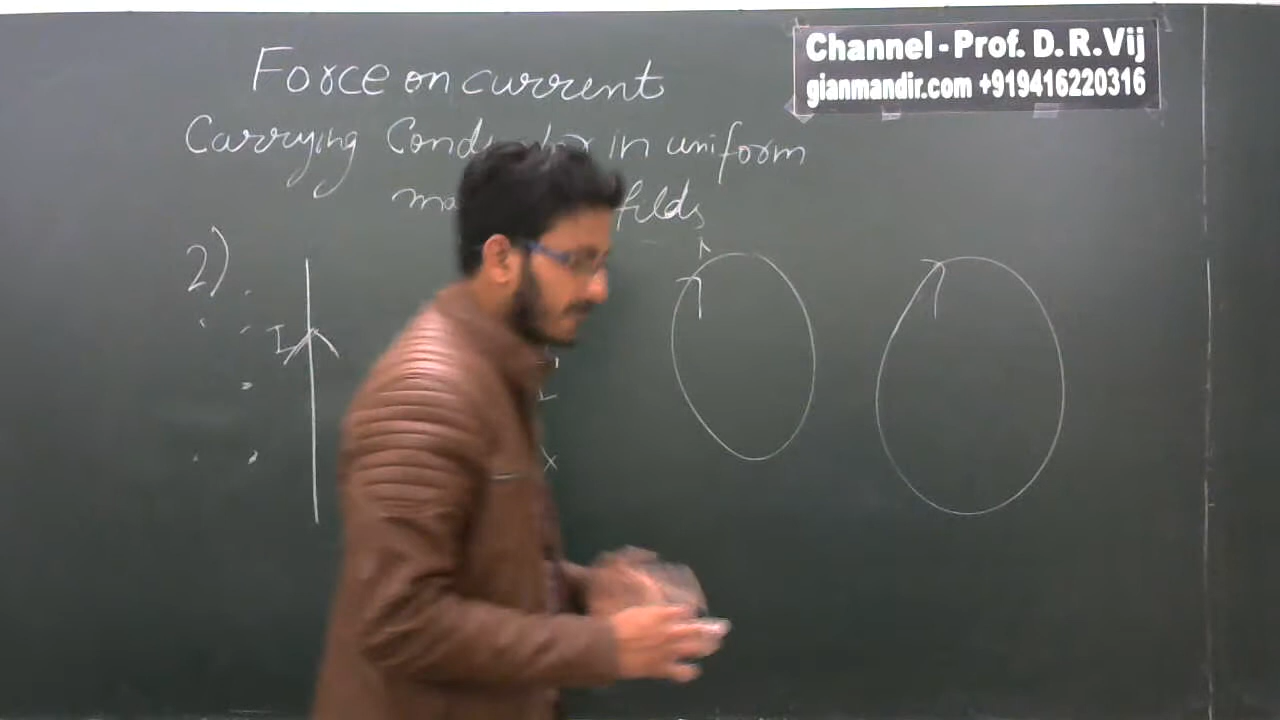 Channel - Prof. D. R. Vij
gianmandir.com +919416220316
Force on current
Carrying in uniform
2)
I
x